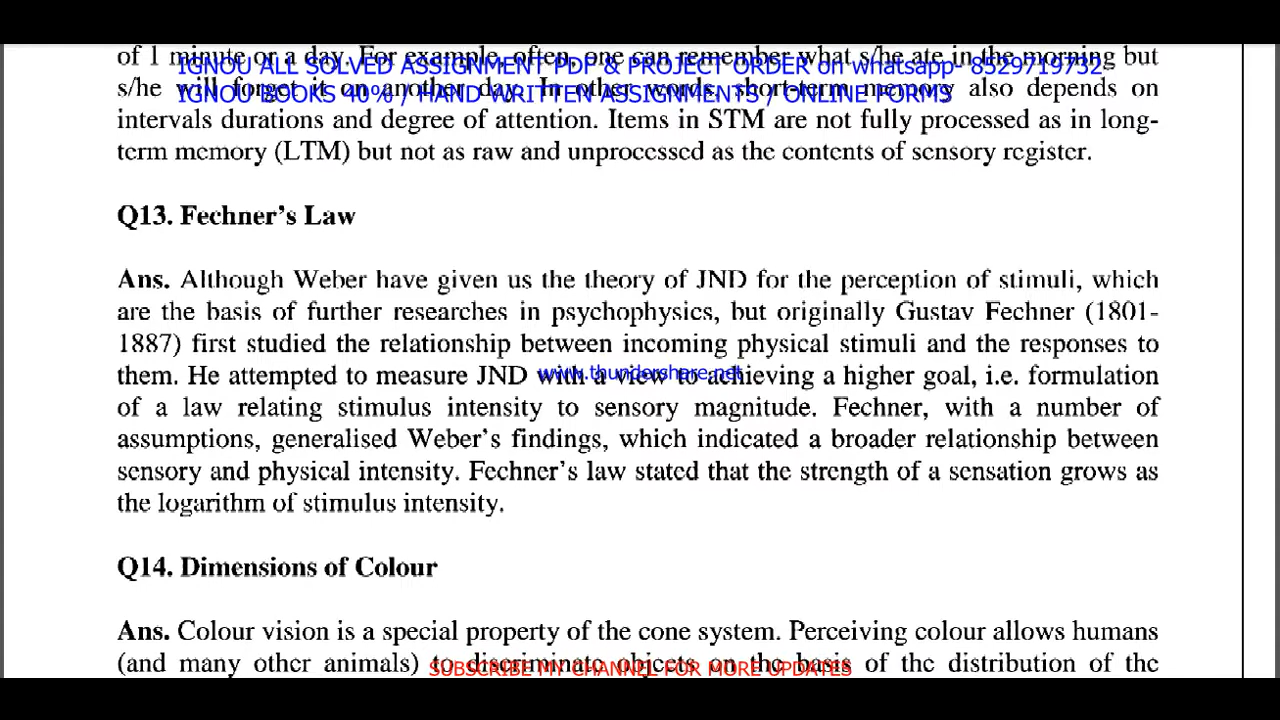 of 1 minute or a day. For example, often, one can remember what s/he ate in the morning but
IGNOU ALL SOLVED ASSIGNMENT PDF & PROJECT ORDER on whatsapp- 8529719732
s/he will forget it on another day. In other words, short-term memory also depends on
IGNOU BOOKS 40% / HAND WRITTEN ASSIGNMENTS / ONLINE FORMS
intervals durations and degree of attention. Items in STM are not fully processed as in long-
term memory (LTM) but not as raw and unprocessed as the contents of sensory register.
Q13. Fechner's Law
Ans. Although Weber have given us the theory of JND for the perception of stimuli, which
are the basis of further researches in psychophysics, but originally Gustav Fechner (1801-
1887) first studied the relationship between incoming physical stimuli and the responses to
them. He attempted to measure JND with a view to achieving a higher goal, i.e. formulation
www.thundershare.net
of a law relating stimulus intensity to sensory magnitude. Fechner, with a number of
assumptions, generalised Weber's findings, which indicated a broader relationship between
sensory and physical intensity. Fechner's law stated that the strength of a sensation grows as
the logarithm of stimulus intensity.
Q14. Dimensions of Colour
Ans. Colour vision is a special property of the cone system. Perceiving colour allows humans
(and many other animals) to discriminate objects on the basis of the distribution of the
SUBSCRIBE MY CHANNEL FOR MORE UPDATES